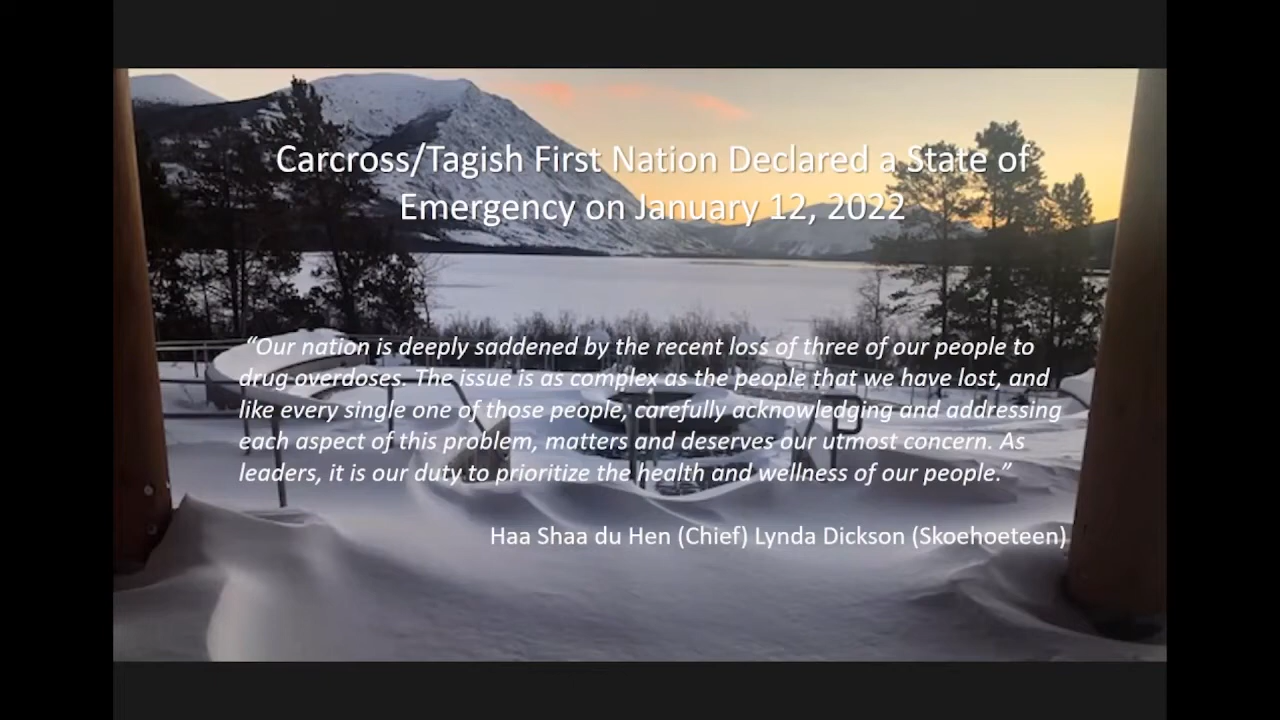 Carcross/Tagish First Nation Declared a State of
Emergency on January 12, 2022
“Our nation is deeply saddened by the recent loss of three of our people to
drug overdoses. The issue is as complex as the people that we have lost, and
like every single one of those people, carefully acknowledging and addressing
each aspect of this problem, matters and deserves our utmost concern. As
leaders, it is our duty to prioritize the health and wellness of our people.”
Haa Shaa du Hen (Chief) Lynda Dickson (Skoehoeteen)